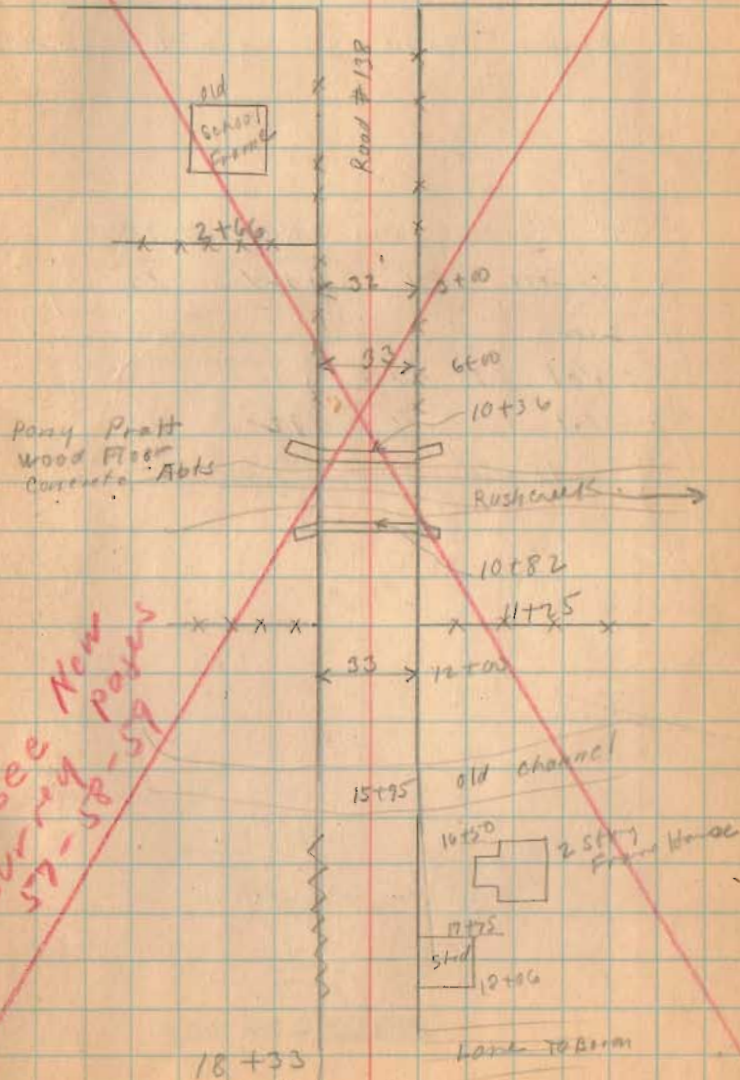 Road #138
old
School
Frame
2+66
32'
3+00
33
6+00
10+36
Pony Pratt
Wood Floor
Concrete Abts
Rushcreek
10+82
11+25
33
12+00
See New
Survey pages
57-58-59
old channel
15+95
16+50
2 Story
Frame House
17+75
Shed
18+06
Lane To Barn
18+33